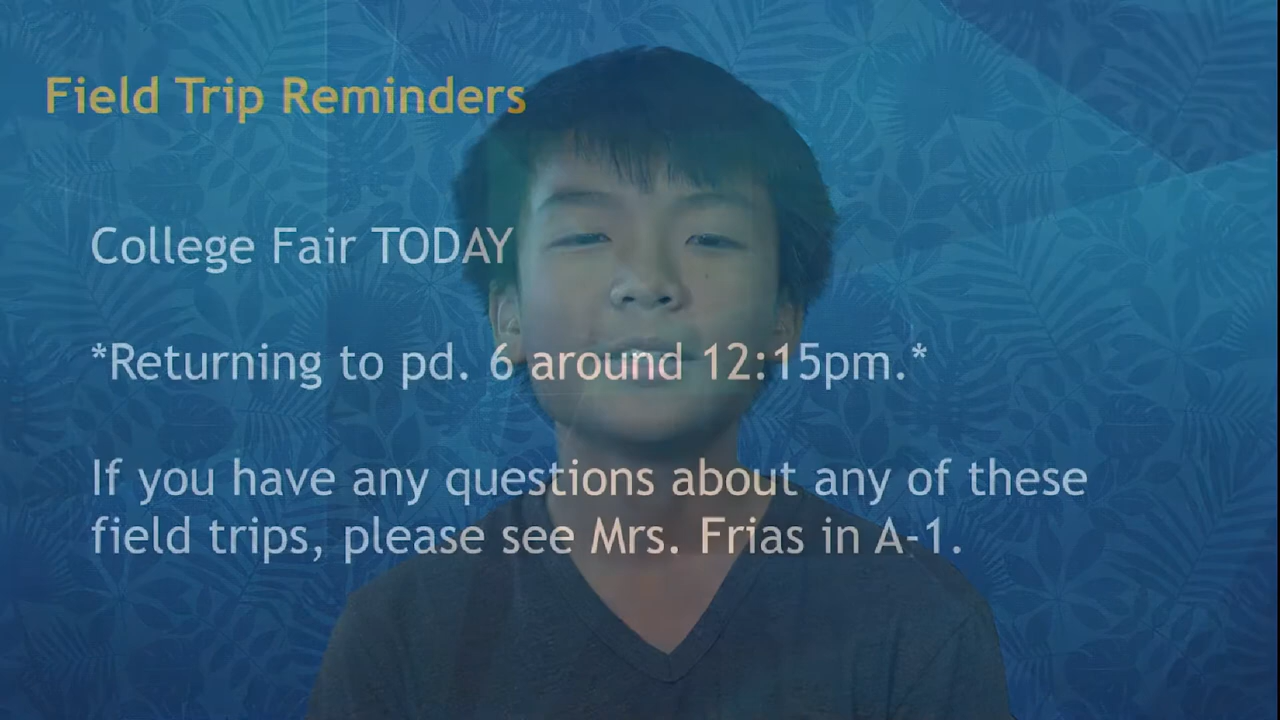 Field Trip Reminders
College Fair TODAY
*Returning to pd. 6 around 12:15pm.*
If you have any questions about any of these
field trips, please see Mrs. Frias in A-1.